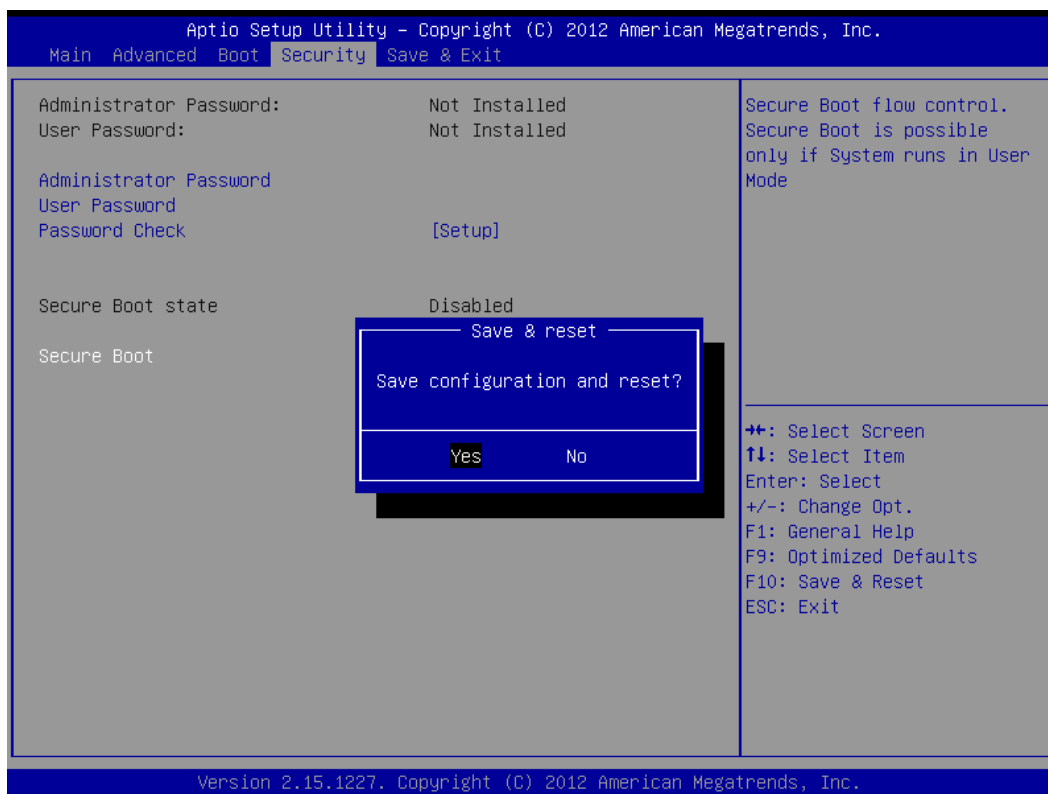 Aptio Setup Utility – Copyright (C) 2012 American Megatrends, Inc.
Main Advanced Boot Security Save & Exit
Administrator Password: Not Installed
User Password: Not Installed
Administrator Password
User Password
Password Check [Setup]
Secure Boot state Disabled
Secure Boot
Save & reset
Save configuration and reset?
Yes No
Secure Boot flow control.
Secure Boot is possible
only if System runs in User
Mode
→←: Select Screen
↑↓: Select Item
Enter: Select
+/-: Change Opt.
F1: General Help
F9: Optimized Defaults
F10: Save & Reset
ESC: Exit
Version 2.15.1227. Copyright (C) 2012 American Megatrends, Inc.